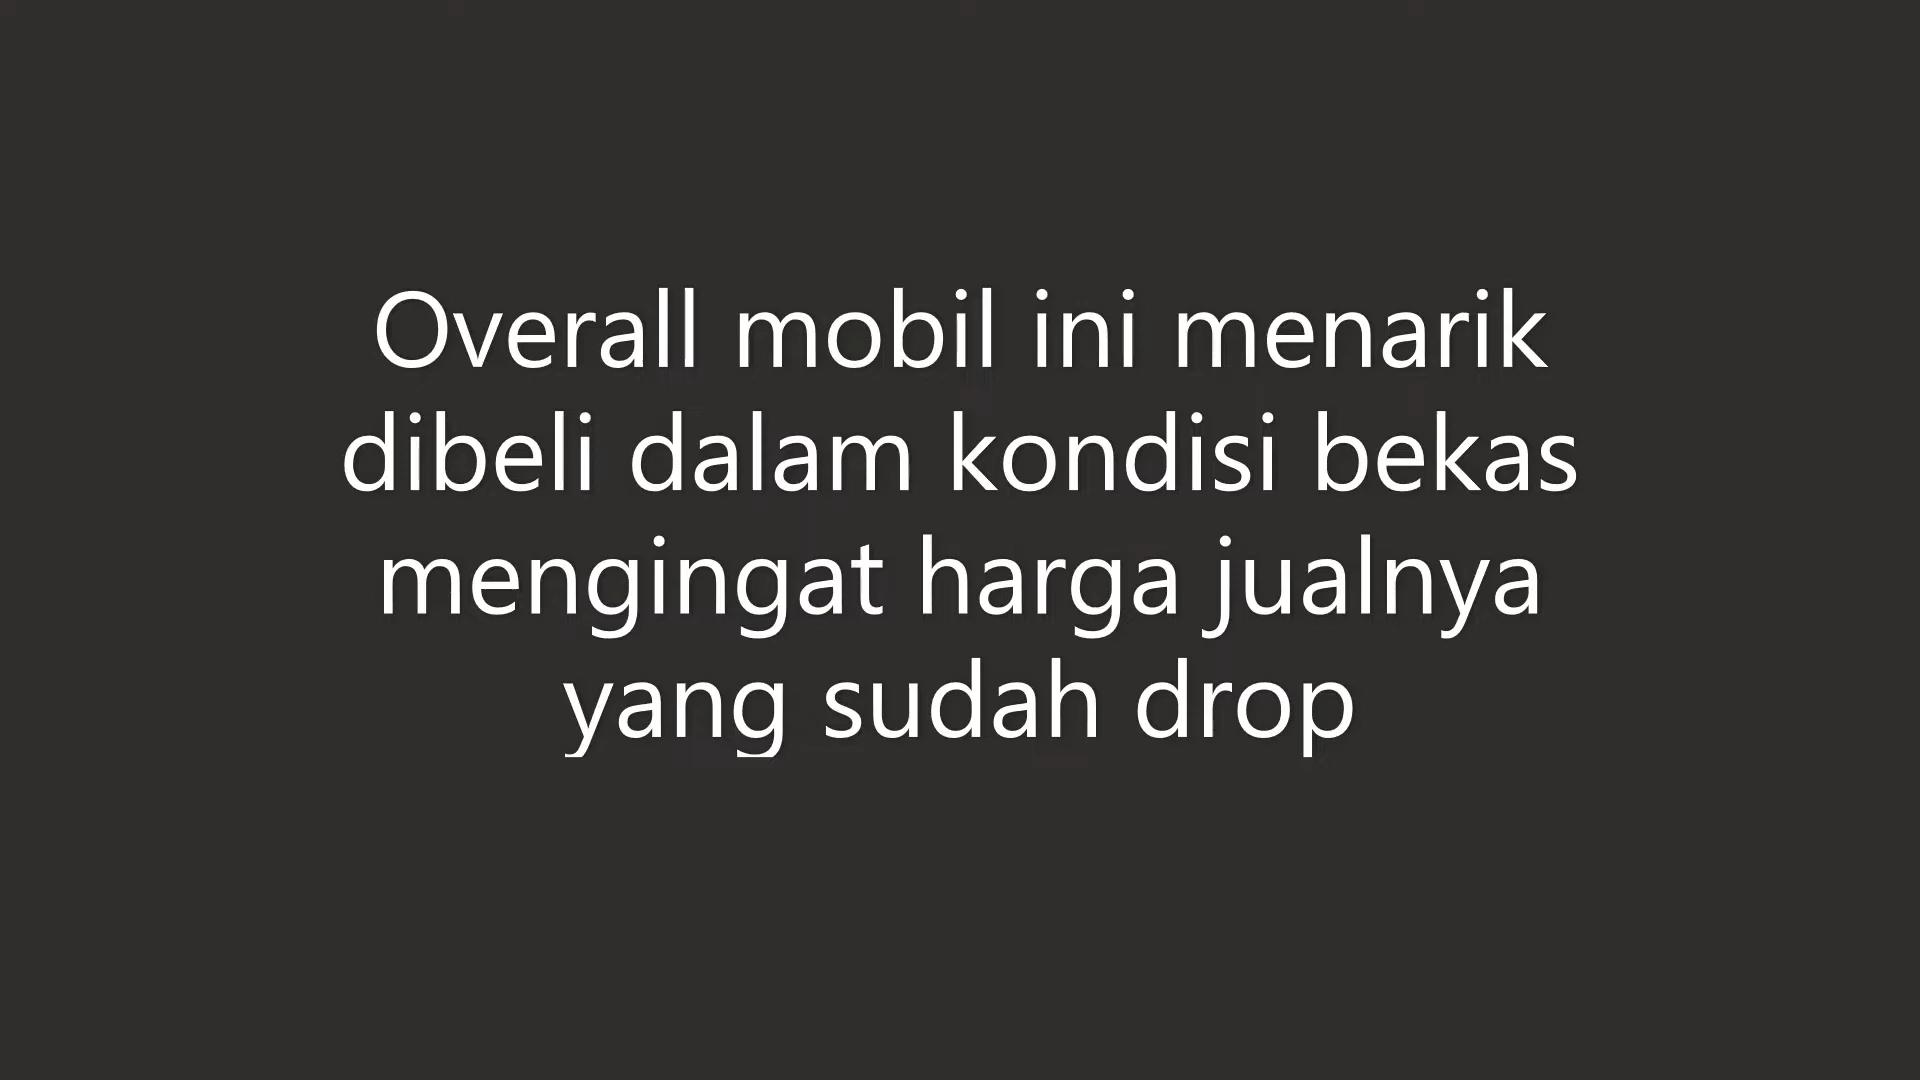 Overall mobil ini menarik
dibeli dalam kondisi bekas
mengingat harga jualnya
yang sudah drop